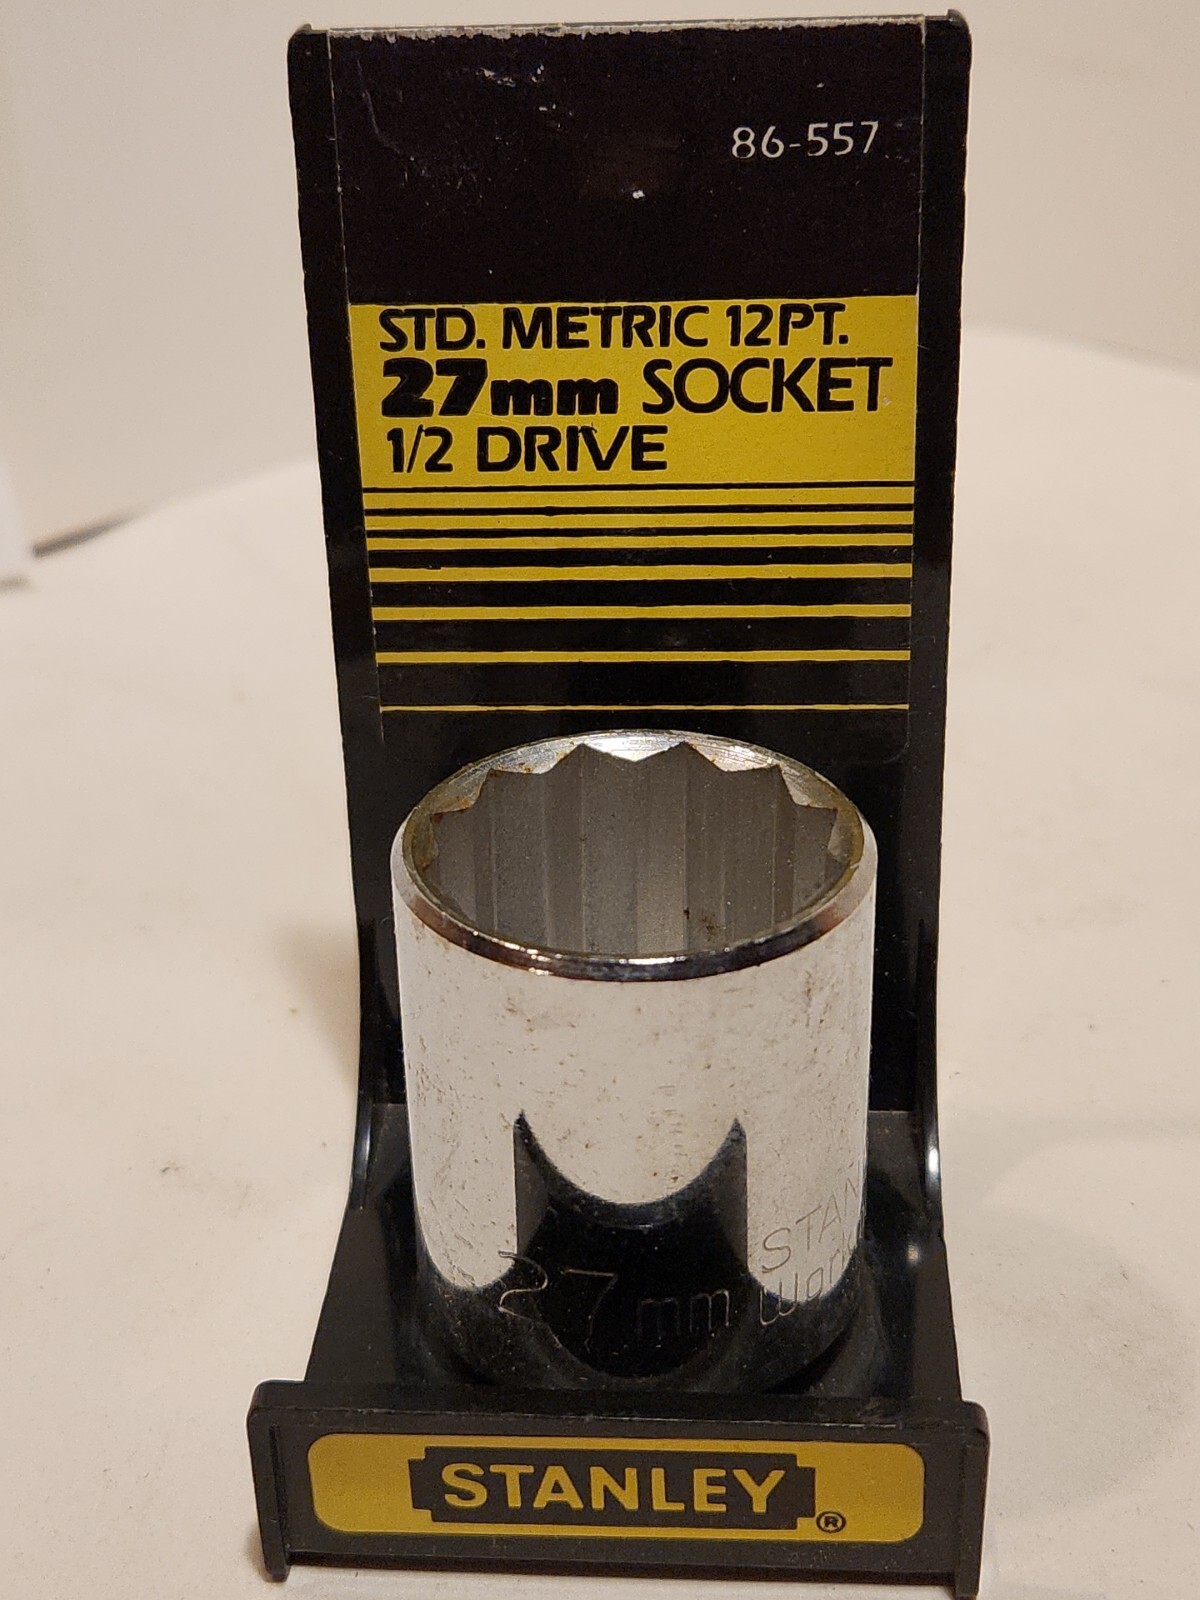 86-557
STD. METRIC 12PT.
27mm SOCKET
1/2 DRIVE
27mm
STANLEY®